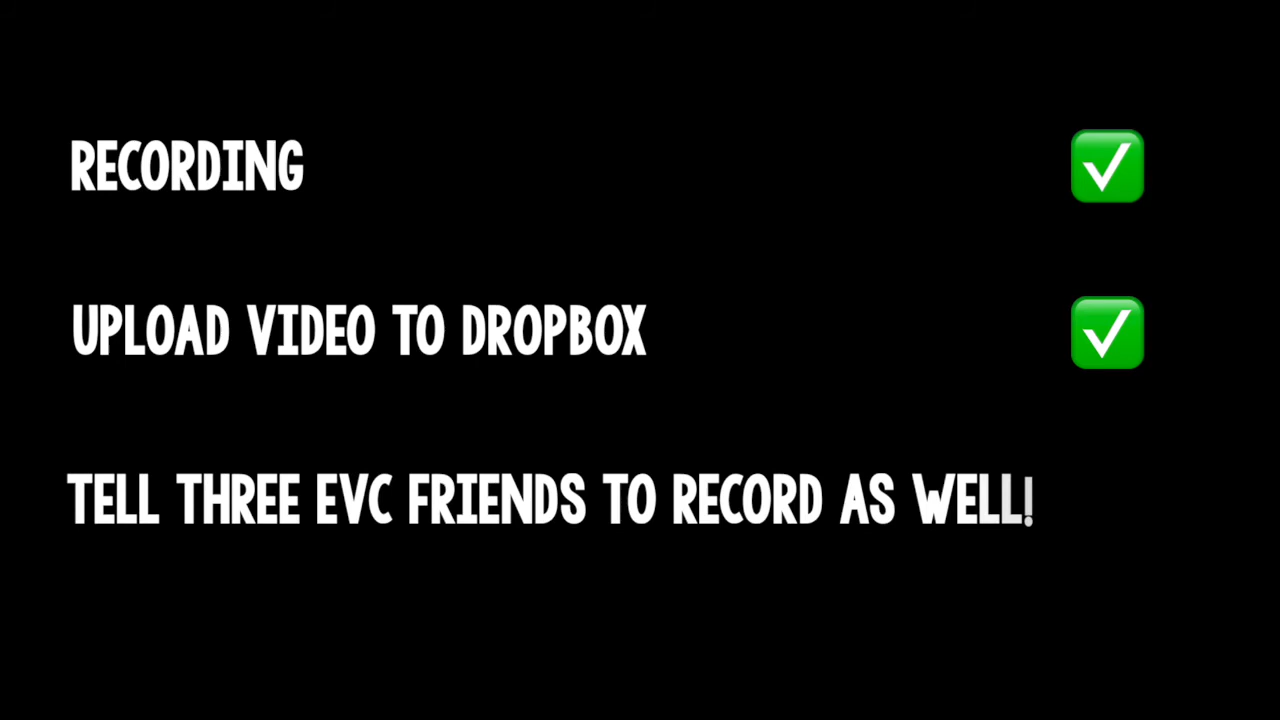 RECORDING ✅
UPLOAD VIDEO TO DROPBOX ✅
TELL THREE EVC FRIENDS TO RECORD AS WELL!